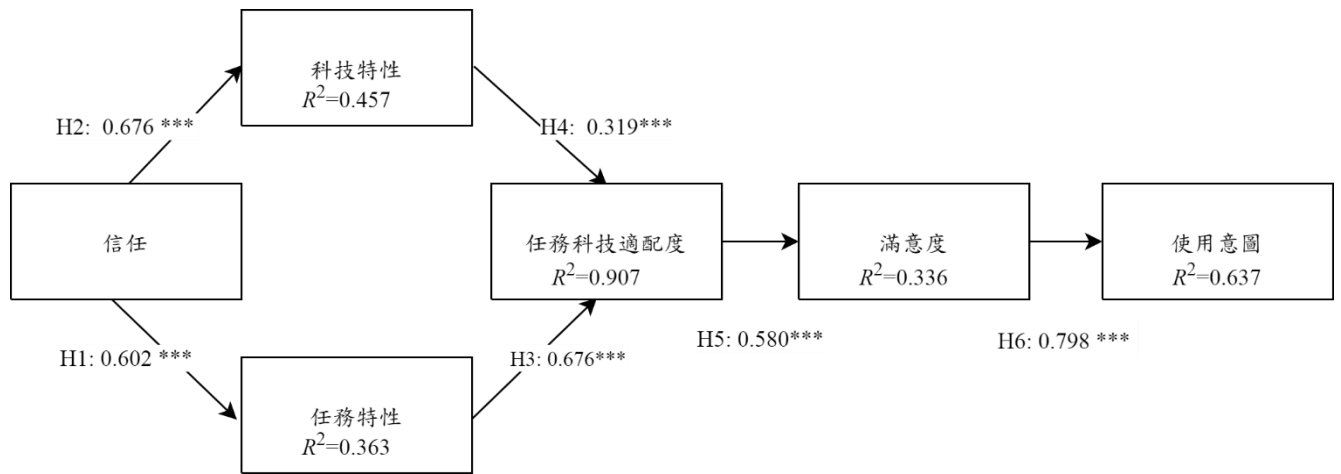 科技特性
R²=0.457
H2: 0.676 ***
H4: 0.319***
信任
任務科技適配度
R²=0.907
滿意度
R²=0.336
使用意圖
R²=0.637
H1: 0.602 ***
H3: 0.676***
H5: 0.580***
H6: 0.798 ***
任務特性
R²=0.363